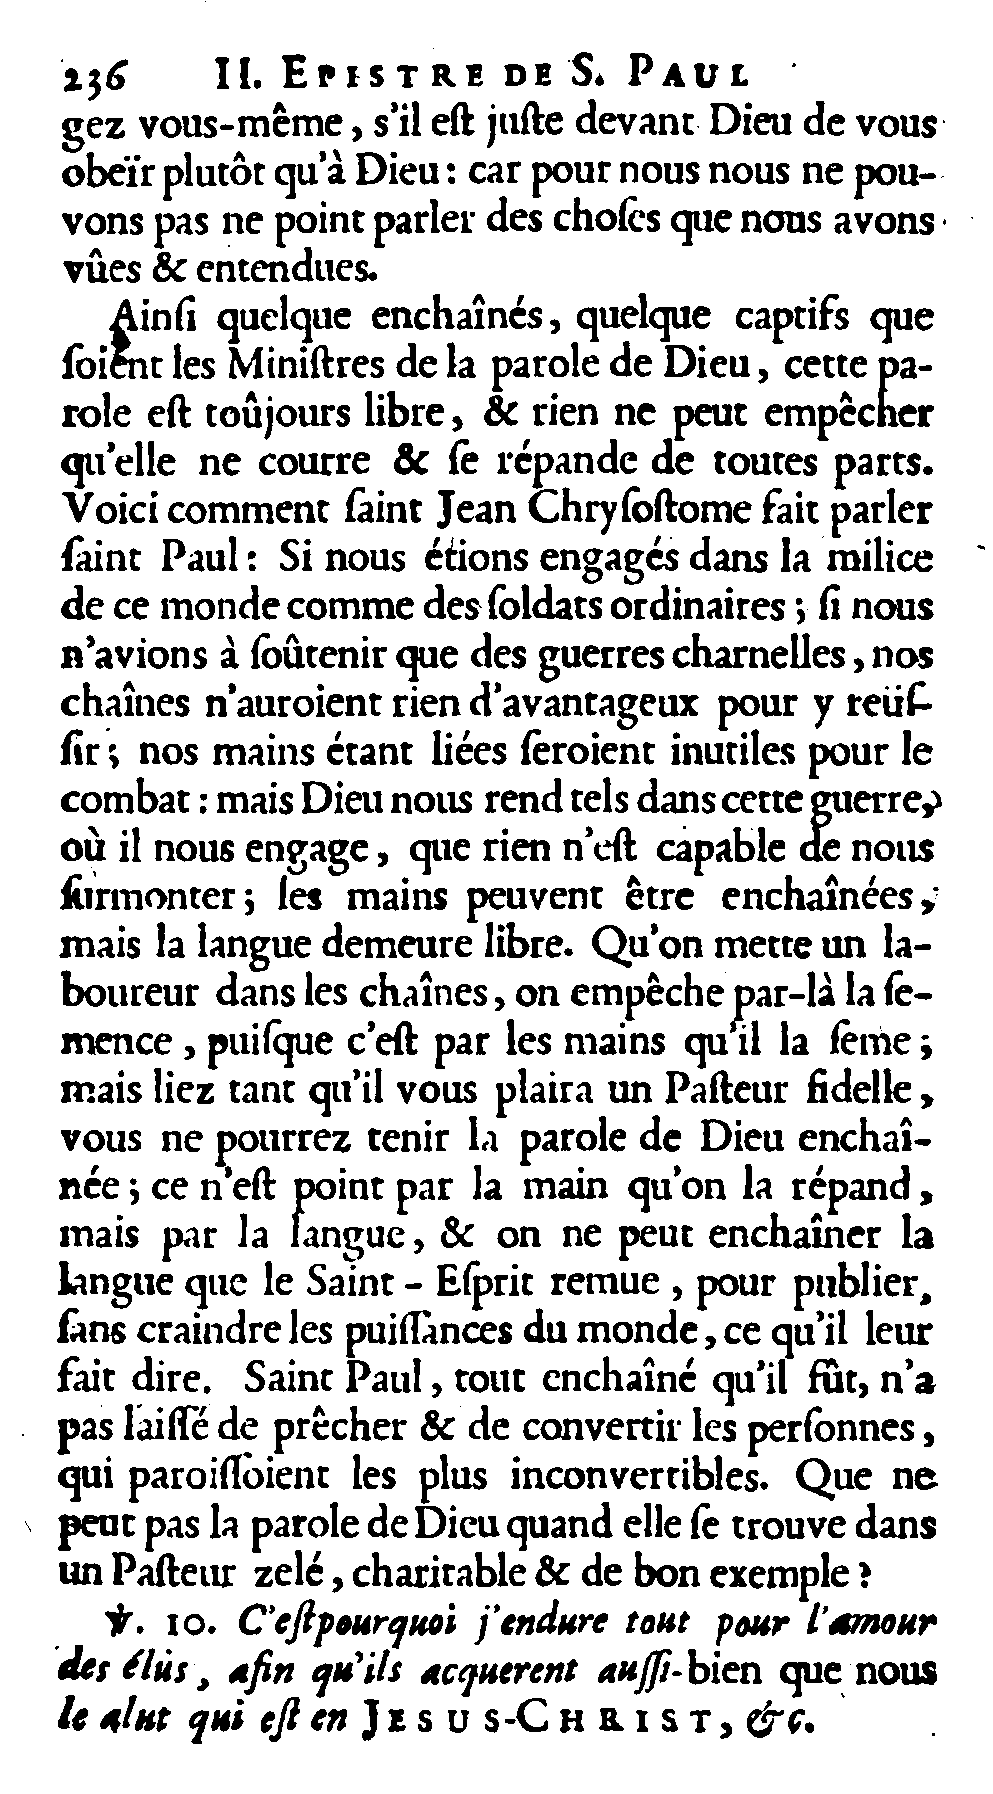 236 II. EPISTRE DE S. PAUL
gez vous-même, s'il eſt juſte devant Dieu de vous
obeïr plutôt qu'à Dieu : car pour nous nous ne pou-
vons pas ne point parler des choſes que nous avons
vûes & entendues.
Ainſi quelque enchaînés, quelque captifs que
ſoient les Miniſtres de la parole de Dieu, cette pa-
role eſt toûjours libre, & rien ne peut empêcher
qu'elle ne courre & ſe répande de toutes parts.
Voici comment ſaint Jean Chryſoſtome fait parler
ſaint Paul : Si nous étions engagés dans la milice
de ce monde comme des ſoldats ordinaires ; ſi nous
n'avions à ſoûtenir que des guerres charnelles, nos
chaînes n'auroient rien d'avantageux pour y reüſ-
ſir ; nos mains étant liées ſeroient inutiles pour le
combat : mais Dieu nous rend tels dans cette guerre,
où il nous engage, que rien n'eſt capable de nous
ſurmonter ; les mains peuvent être enchaînées,
mais la langue demeure libre. Qu'on mette un la-
boureur dans les chaînes, on empêche par-là la ſe-
mence, puiſque c'eſt par les mains qu'il la ſeme ;
mais liez tant qu'il vous plaira un Paſteur fidelle,
vous ne pourrez tenir la parole de Dieu enchaî-
née ; ce n'eſt point par la main qu'on la répand,
mais par la langue, & on ne peut enchaîner la
langue que le Saint-Eſprit remue, pour publier,
ſans craindre les puiſſances du monde, ce qu'il leur
fait dire. Saint Paul, tout enchaîné qu'il fût, n'a
pas laiſſé de prêcher & de convertir les perſonnes,
qui paroiſſoient les plus inconvertibles. Que ne
peut pas la parole de Dieu quand elle ſe trouve dans
un Paſteur zelé, charitable & de bon exemple ?
℣. 10. C'eſtpourquoi j'endure tout pour l'amour
des élûs, afin qu'ils acquerent auſſi-bien que nous
le alut qui eſt en JESUS-CHRIST, &c.